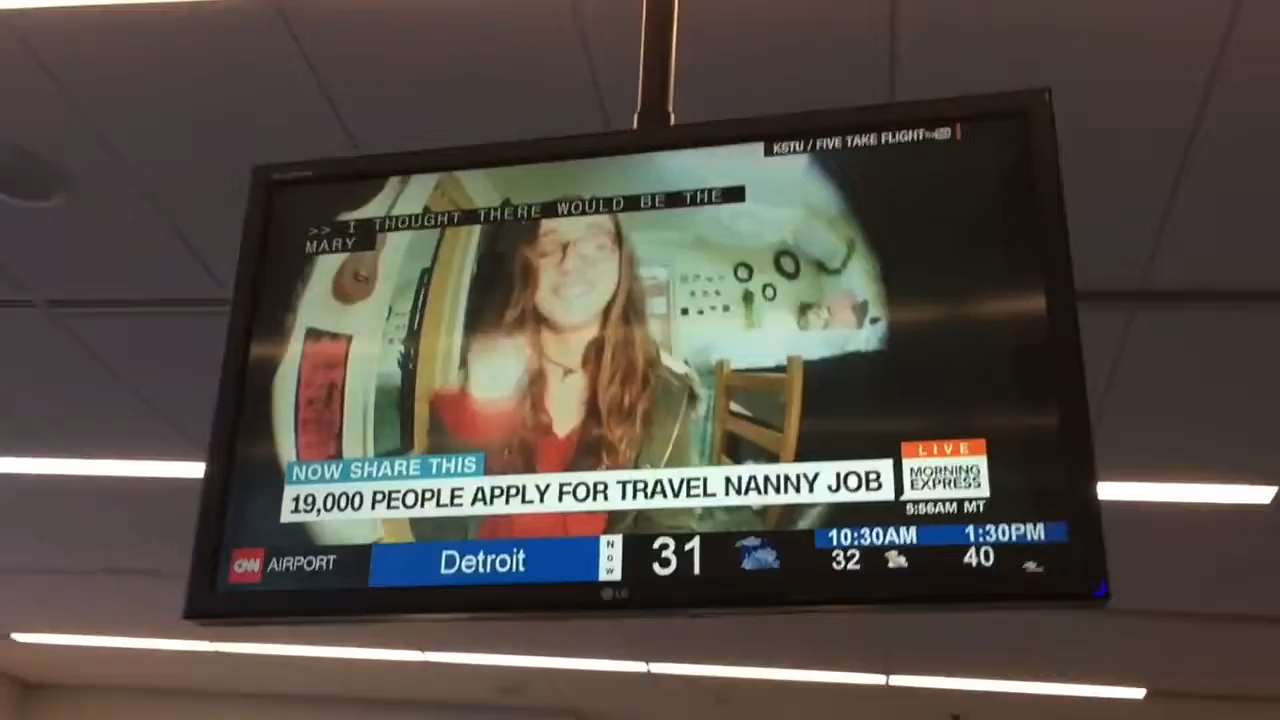 KSTU / FIVE TAKE FLIGHT
>> I THOUGHT THERE WOULD BE THE
MARY
NOW SHARE THIS
19,000 PEOPLE APPLY FOR TRAVEL NANNY JOB
LIVE
MORNING
EXPRESS
5:56AM MT
CNN AIRPORT
Detroit
NOW
31
10:30AM 1:30PM
32 40
LG